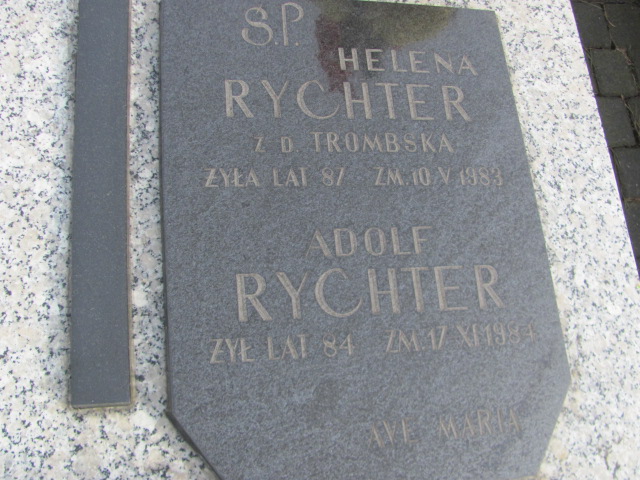 Ś.P.
HELENA
RYCHTER
Z D. TROMBSKA
ŻYŁA LAT 87 ZM. 10.V.1983
ADOLF
RYCHTER
ŻYŁ LAT 84 ZM. 17.XI.1984
AVE MARIA